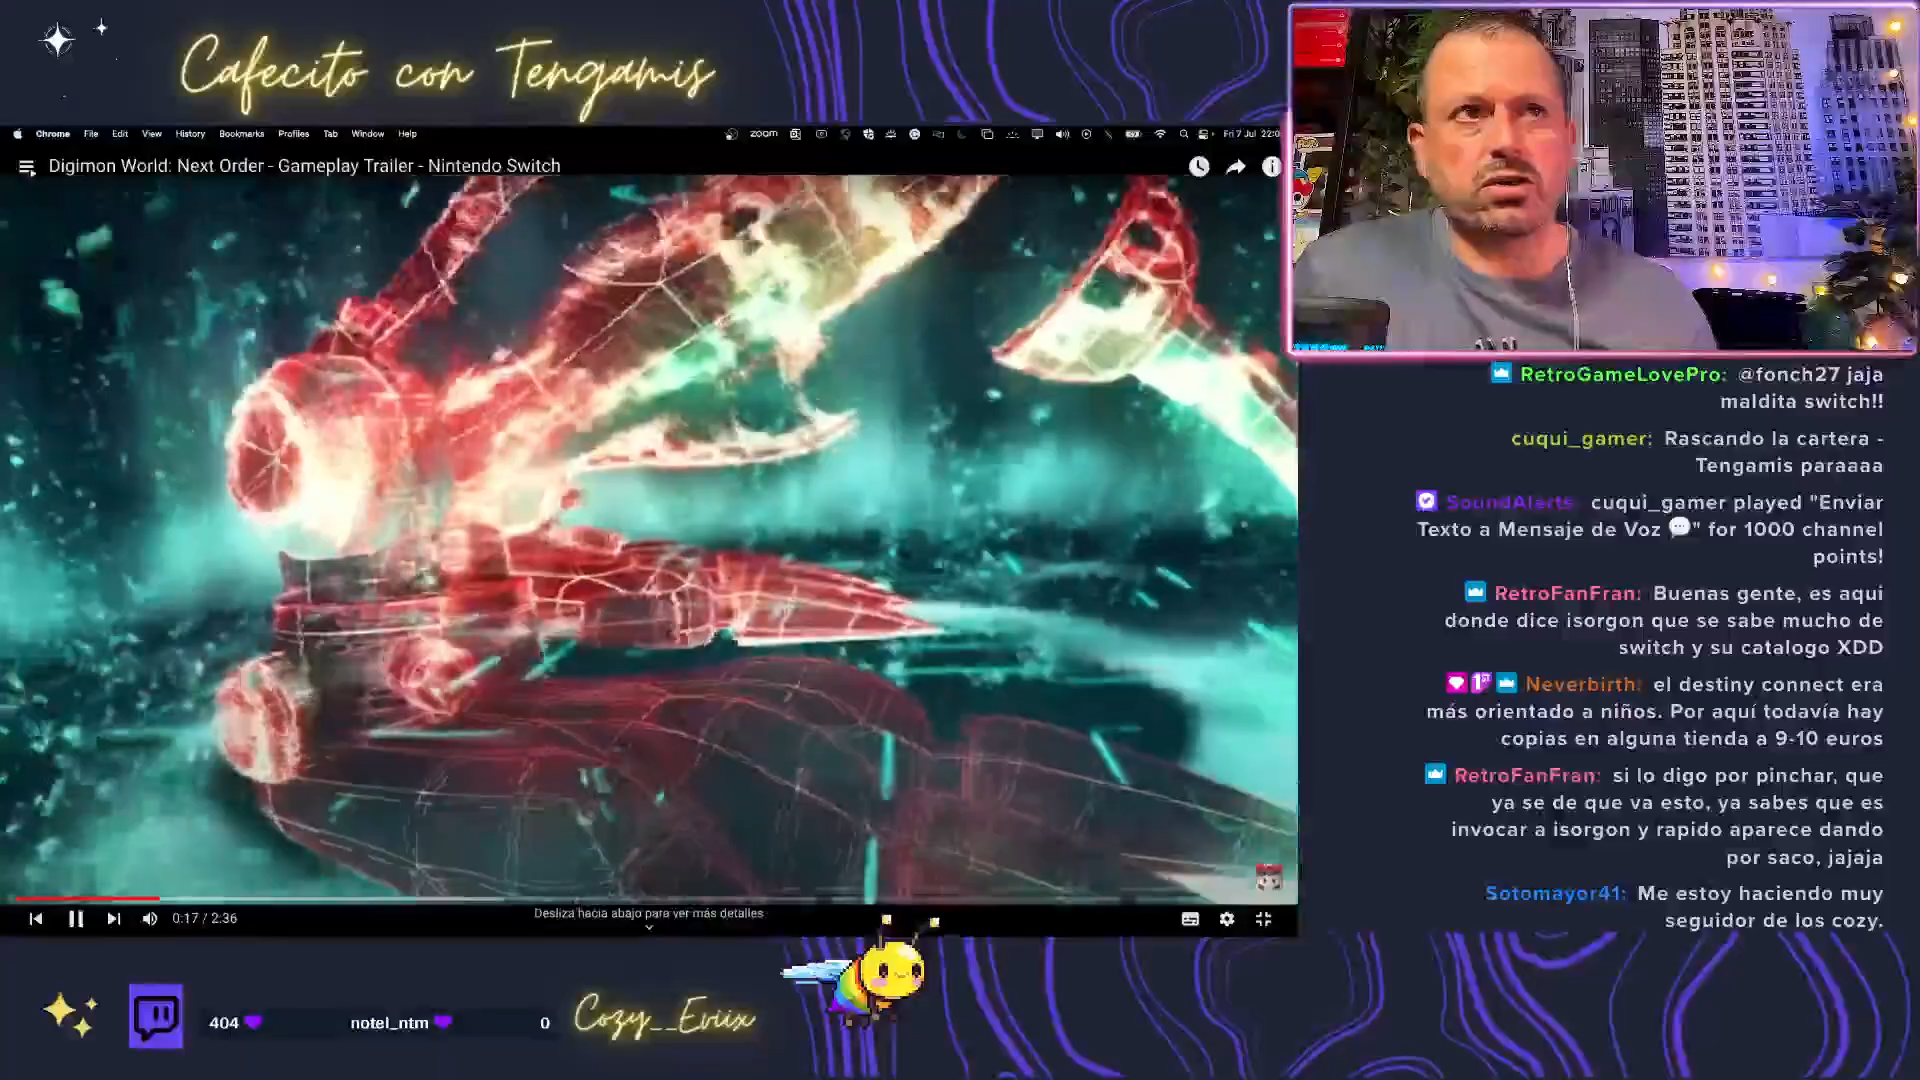 Cafecito con Tengamis
Chrome File Edit View History Bookmarks Profiles Tab Window Help
zoom
Fri 7 Jul 22:0
Digimon World: Next Order - Gameplay Trailer - Nintendo Switch
RetroGameLovePro: @fonch27 jaja
maldita switch!!
cuqui_gamer: Rascando la cartera -
Tengamis paraaaa
SoundAlerts: cuqui_gamer played "Enviar
Texto a Mensaje de Voz 💬" for 1000 channel
points!
RetroFanFran: Buenas gente, es aqui
donde dice isorgon que se sabe mucho de
switch y su catalogo XDD
Neverbirth: el destiny connect era
más orientado a niños. Por aquí todavía hay
copias en alguna tienda a 9-10 euros
RetroFanFran: si lo digo por pinchar, que
ya se de que va esto, ya sabes que es
invocar a isorgon y rapido aparece dando
por saco, jajaja
Sotomayor41: Me estoy haciendo muy
seguidor de los cozy.
0:17 / 2:36
Desliza hacia abajo para ver más detalles
404
notel_ntm
0
Cozy__Eviix